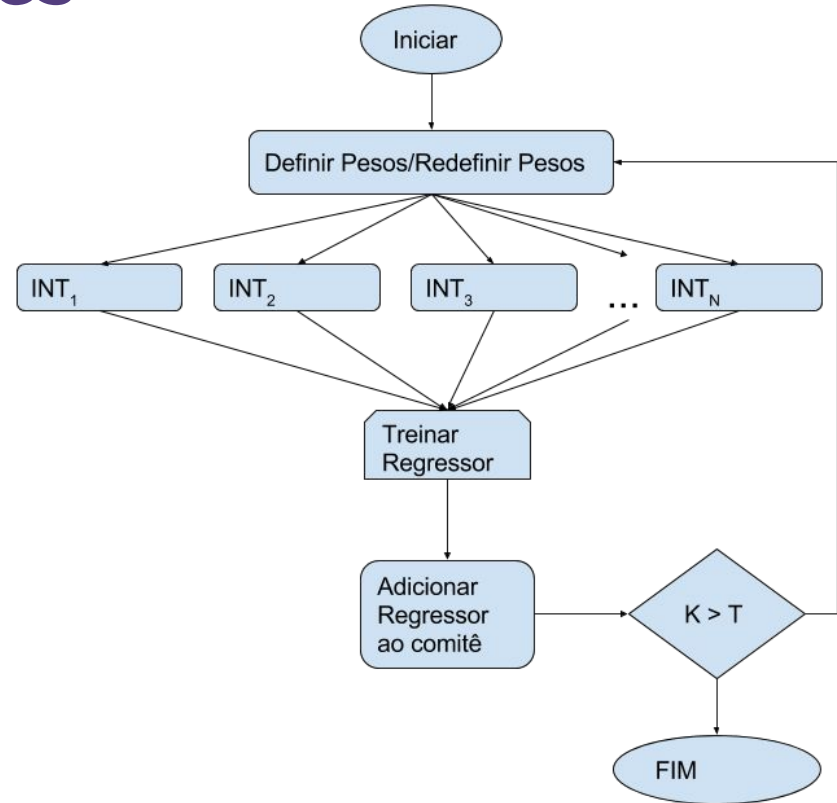 Iniciar
Definir Pesos/Redefinir Pesos
INT1
INT2
INT3
...
INTN
Treinar
Regressor
Adicionar
Regressor
ao comitê
K > T
FIM